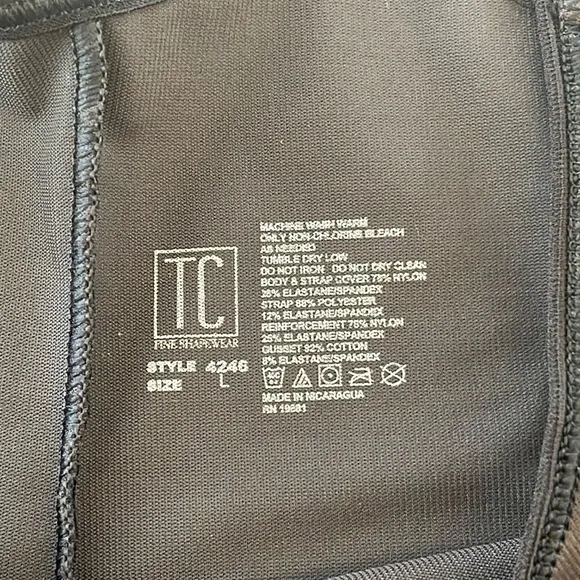 TC
FINE SHAPEWEAR
STYLE 4246
SIZE L
MACHINE WASH WARM
ONLY NON-CHLORINE BLEACH
AS NEEDED
TUMBLE DRY LOW
DO NOT IRON DO NOT DRY CLEAN
BODY & STRAP COVER 75% NYLON
25% ELASTANE/SPANDEX
STRAP 88% POLYESTER
12% ELASTANE/SPANDEX
REINFORCEMENT 75% NYLON
25% ELASTANE/SPANDEX
GUSSET 92% COTTON
8% ELASTANE/SPANDEX
MADE IN NICARAGUA
RN 19681